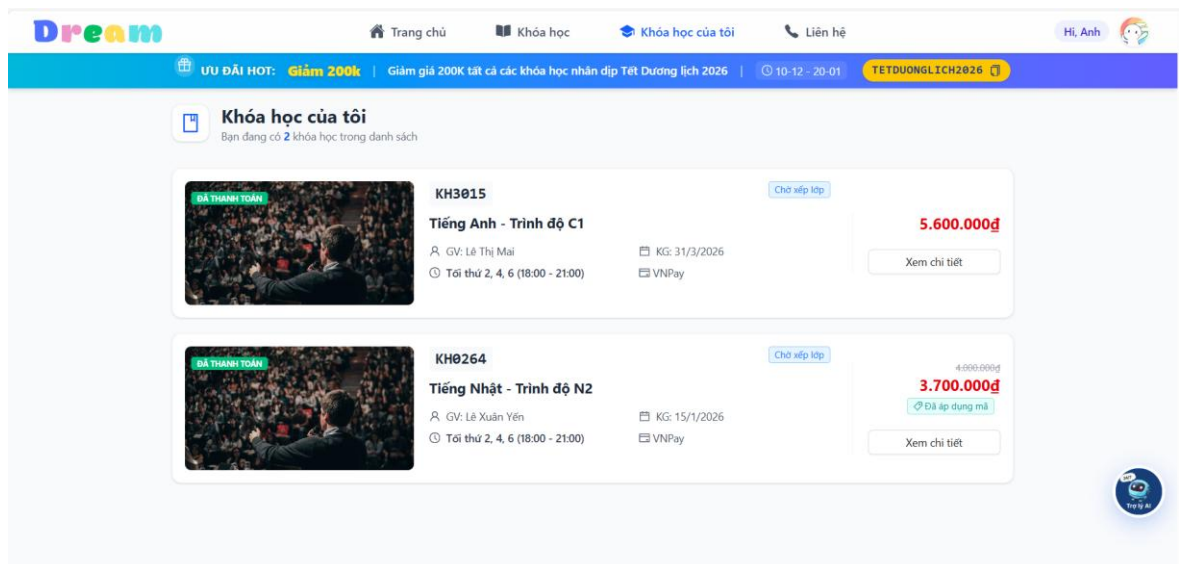 Dream
Trang chủ
Khóa học
Khóa học của tôi
Liên hệ
Hi, Anh
ƯU ĐÃI HOT: Giảm 200k | Giảm giá 200K tất cả các khóa học nhân dịp Tết Dương lịch 2026 | 10-12 - 20-01 TETDUONGLICH2026
Khóa học của tôi
Bạn đang có 2 khóa học trong danh sách
ĐÃ THANH TOÁN
KH3015
Chờ xếp lớp
Tiếng Anh - Trình độ C1
GV: Lê Thị Mai
KG: 31/3/2026
Tối thứ 2, 4, 6 (18:00 - 21:00)
VNPay
5.600.000₫
Xem chi tiết
ĐÃ THANH TOÁN
KH0264
Chờ xếp lớp
Tiếng Nhật - Trình độ N2
GV: Lê Xuân Yến
KG: 15/1/2026
Tối thứ 2, 4, 6 (18:00 - 21:00)
VNPay
4.000.000₫
3.700.000₫
Đã áp dụng mã
Xem chi tiết
Trợ lý AI